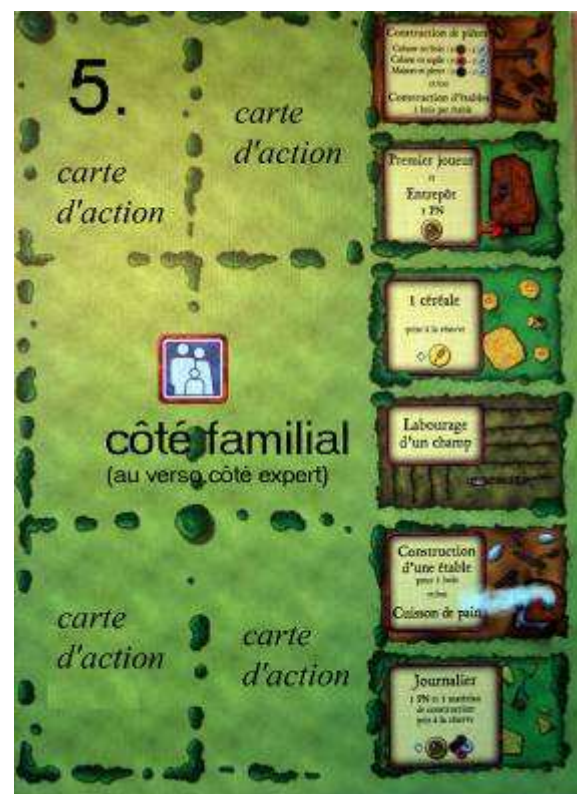 5.
carte
d'action
carte
d'action
côté familial
(au verso côté expert)
carte
d'action
carte
d'action
Construction de pièces
Cabane en bois
Maison en pierre
et/ou
Construction d'étables
Premier joueur
et
Entrepôt
1 PN
1 céréale
prise à la réserve
Labourage
d'un champ
Construction
d'une étable
pour 1 bois
et/ou
Cuisson de pain
Journalier
1 PN et 1 matériau
de construction
pris à la réserve